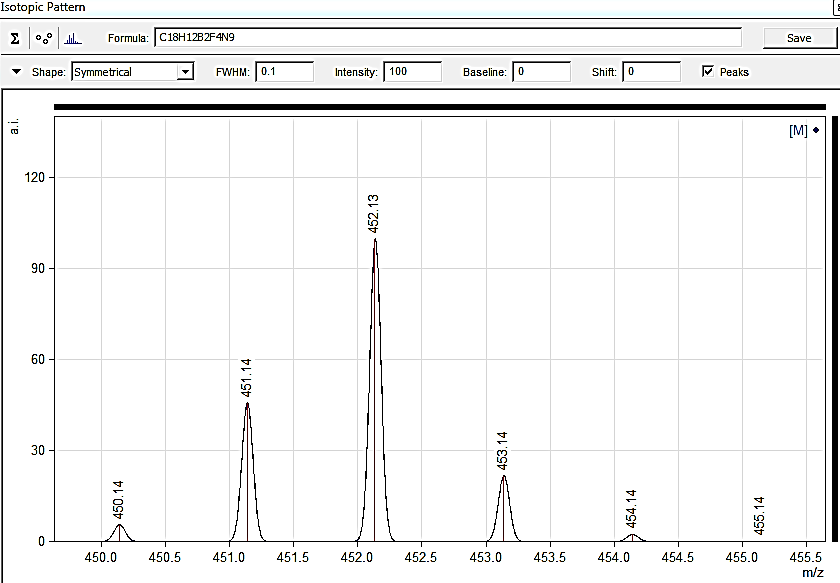 Isotopic Pattern
Σ Formula: C18H12B2F4N9 Save
Shape: Symmetrical FWHM: 0.1 Intensity: 100 Baseline: 0 Shift: 0 Peaks
a.i.
[M]
120
90
60
30
0
450.14
451.14
452.13
453.14
454.14
455.14
450.0 450.5 451.0 451.5 452.0 452.5 453.0 453.5 454.0 454.5 455.0 455.5
m/z